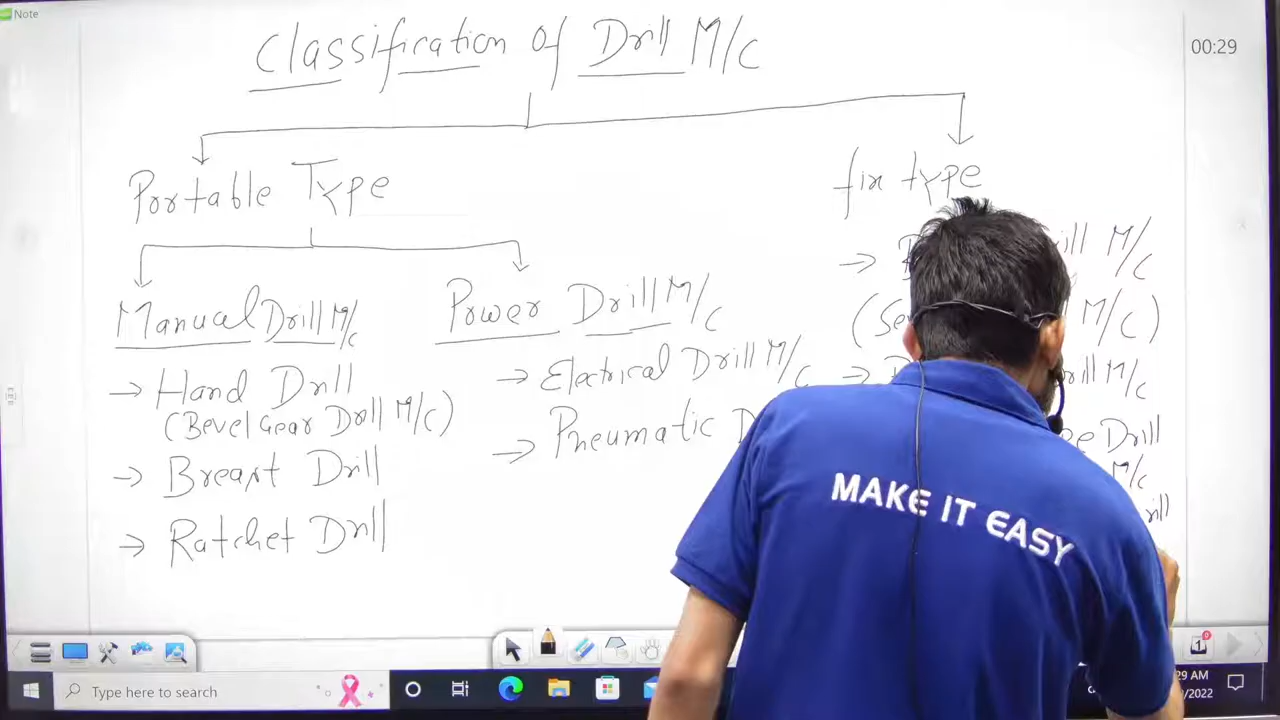 Note
00:29
Classification of Drill M/C
Portable Type
fix type
Manual Drill M/C
→ Hand Drill
(Bevel Gear Drill M/C)
→ Breast Drill
→ Ratchet Drill
Power Drill M/C
→ Electrical Drill M/C
→ Pneumatic
M/C
M/C)
M/C
Drill
M/C
MAKE IT EASY
Type here to search